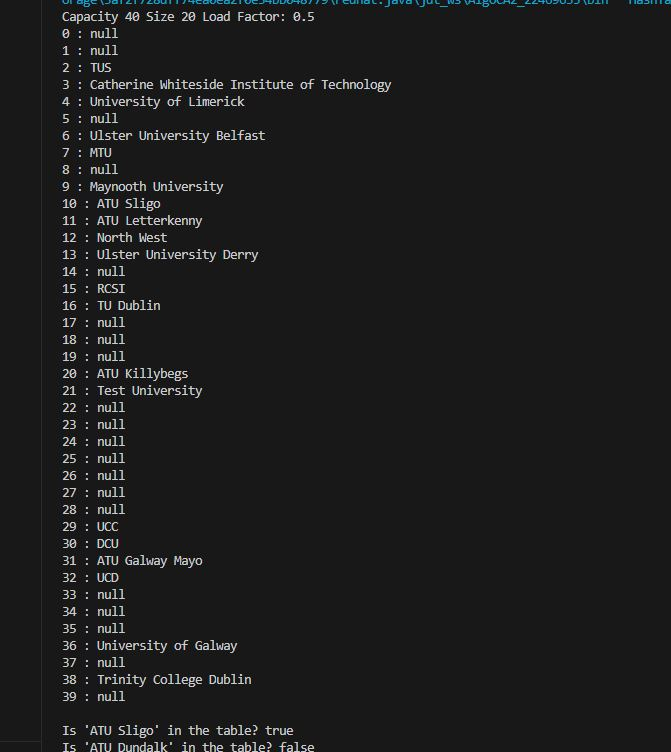 Capacity 40 Size 20 Load Factor: 0.5
0 : null
1 : null
2 : TUS
3 : Catherine Whiteside Institute of Technology
4 : University of Limerick
5 : null
6 : Ulster University Belfast
7 : MTU
8 : null
9 : Maynooth University
10 : ATU Sligo
11 : ATU Letterkenny
12 : North West
13 : Ulster University Derry
14 : null
15 : RCSI
16 : TU Dublin
17 : null
18 : null
19 : null
20 : ATU Killybegs
21 : Test University
22 : null
23 : null
24 : null
25 : null
26 : null
27 : null
28 : null
29 : UCC
30 : DCU
31 : ATU Galway Mayo
32 : UCD
33 : null
34 : null
35 : null
36 : University of Galway
37 : null
38 : Trinity College Dublin
39 : null
Is 'ATU Sligo' in the table? true
Is 'ATU Dundalk' in the table? false